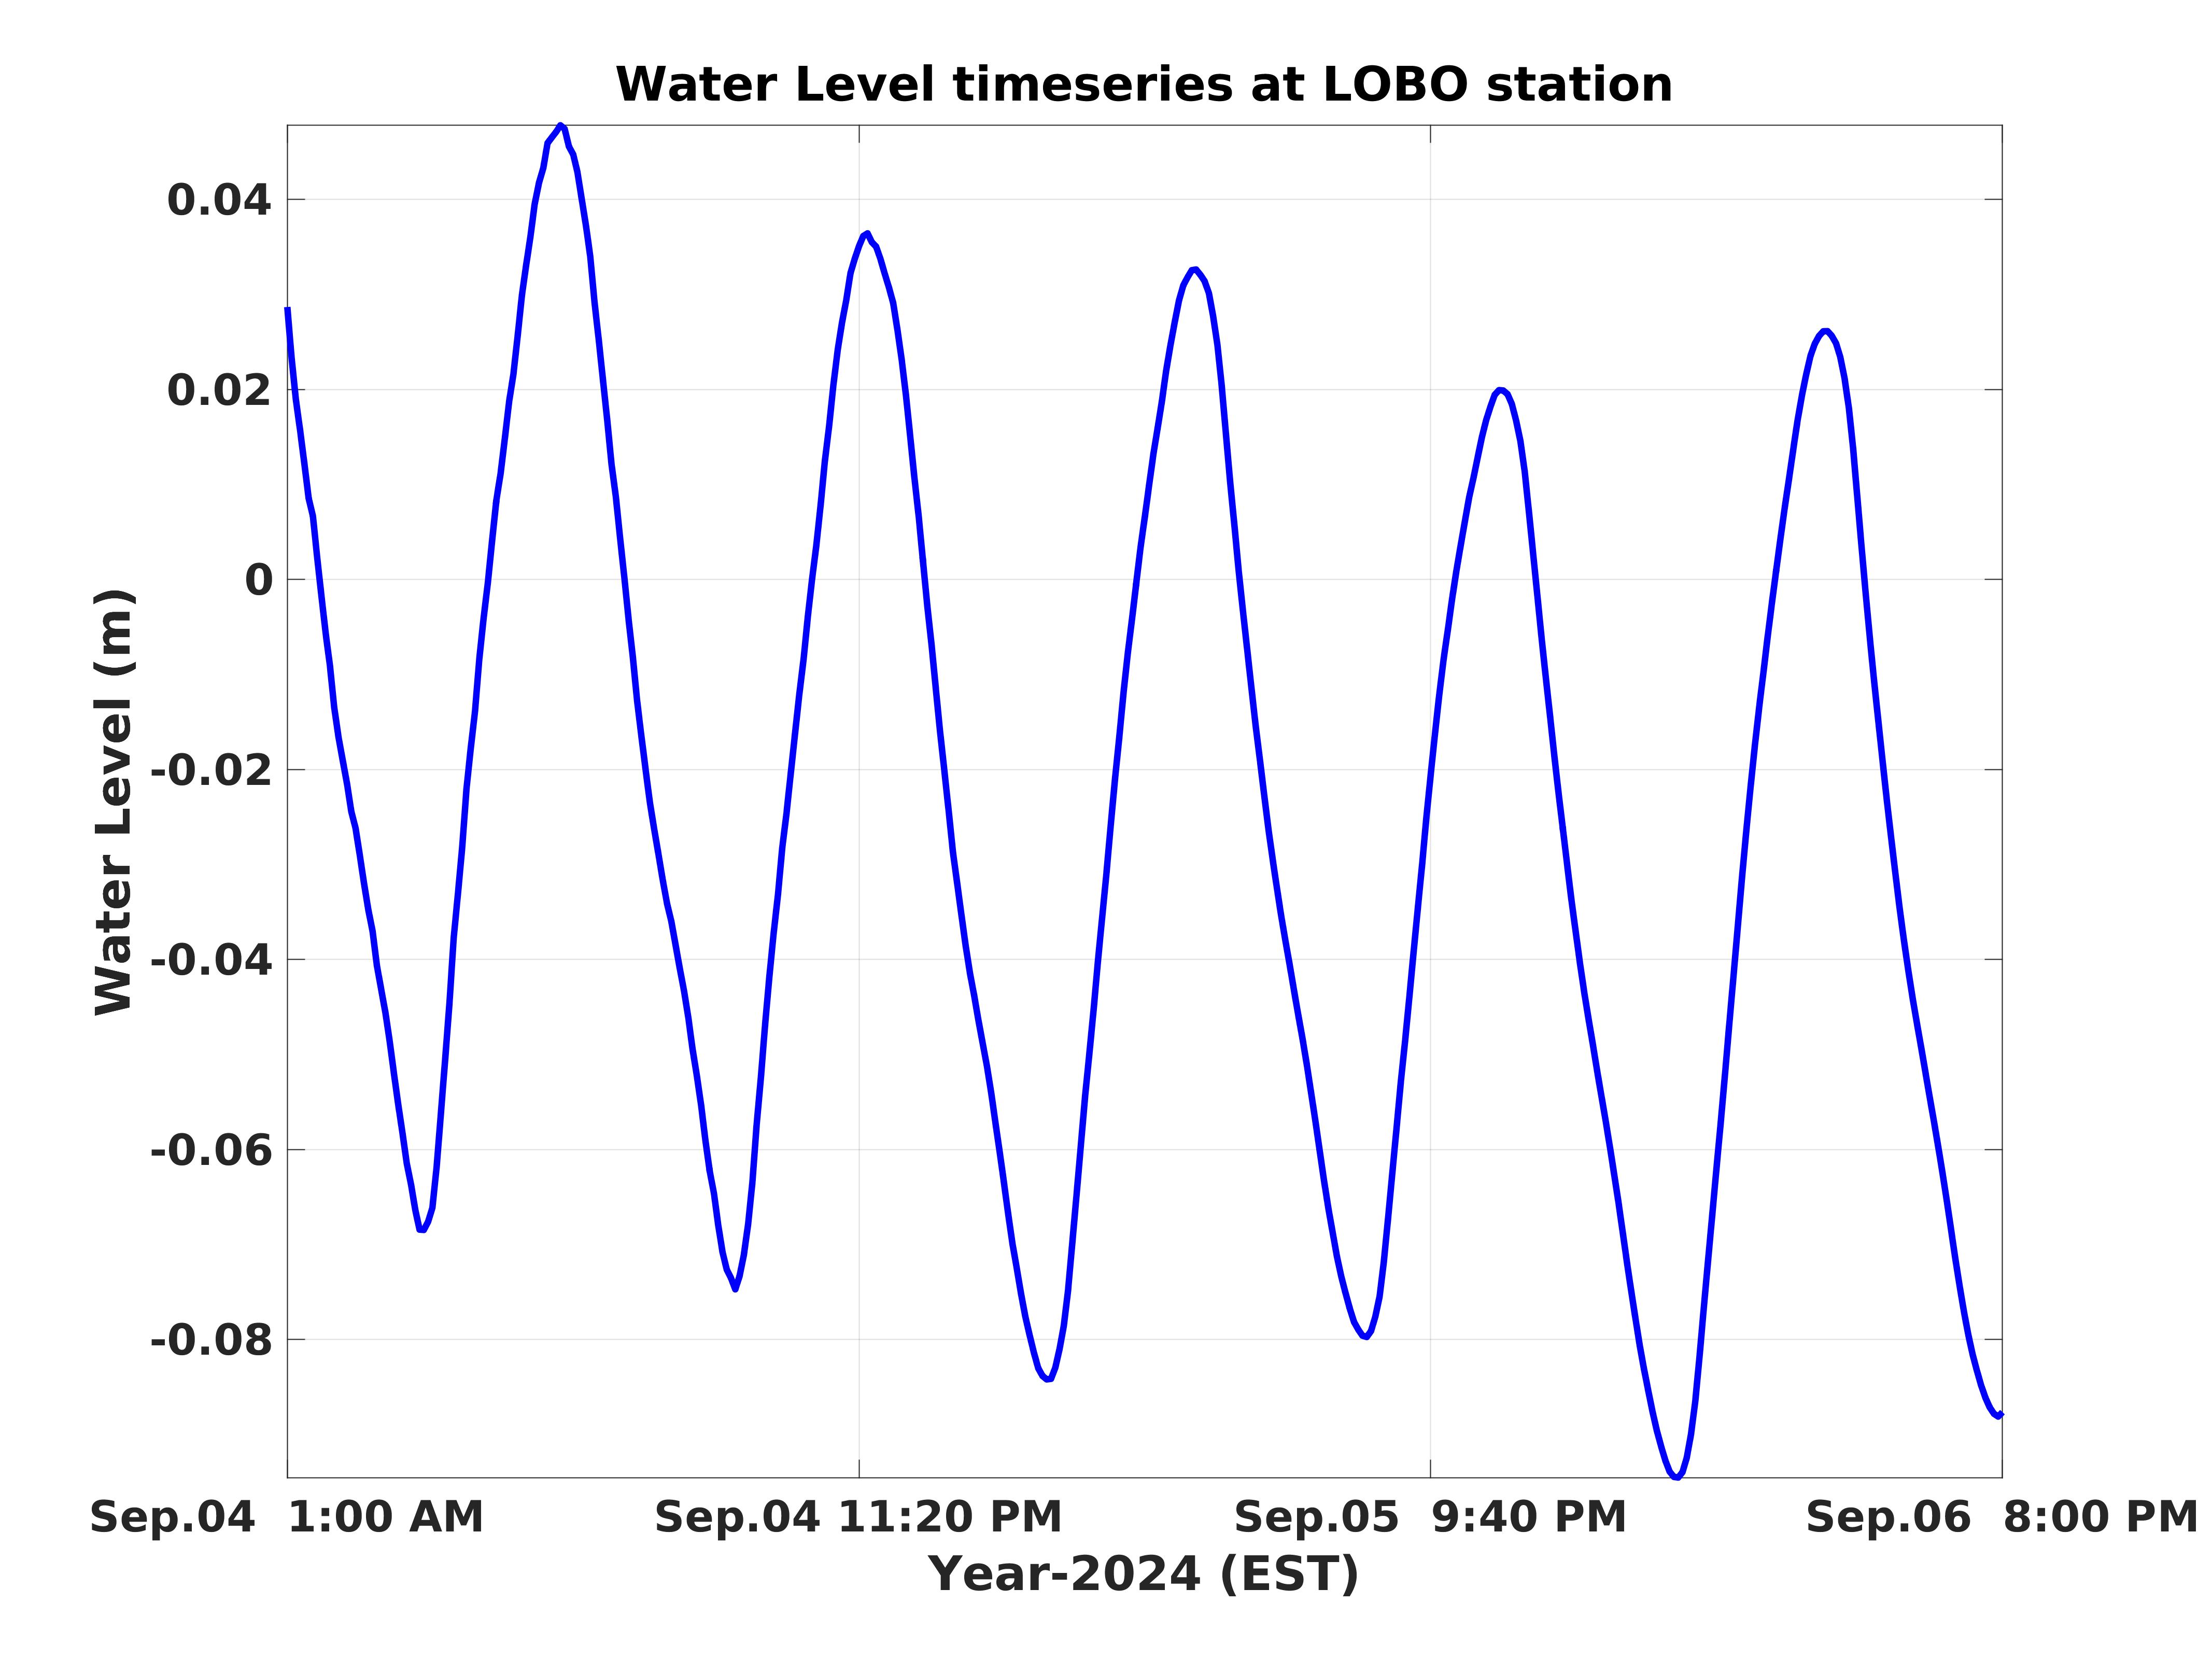 Water Level timeseries at LOBO station
Water Level (m)
0.04
0.02
0
-0.02
-0.04
-0.06
-0.08
Sep.04 1:00 AM
Sep.04 11:20 PM
Sep.05 9:40 PM
Sep.06 8:00 PM
Year-2024 (EST)